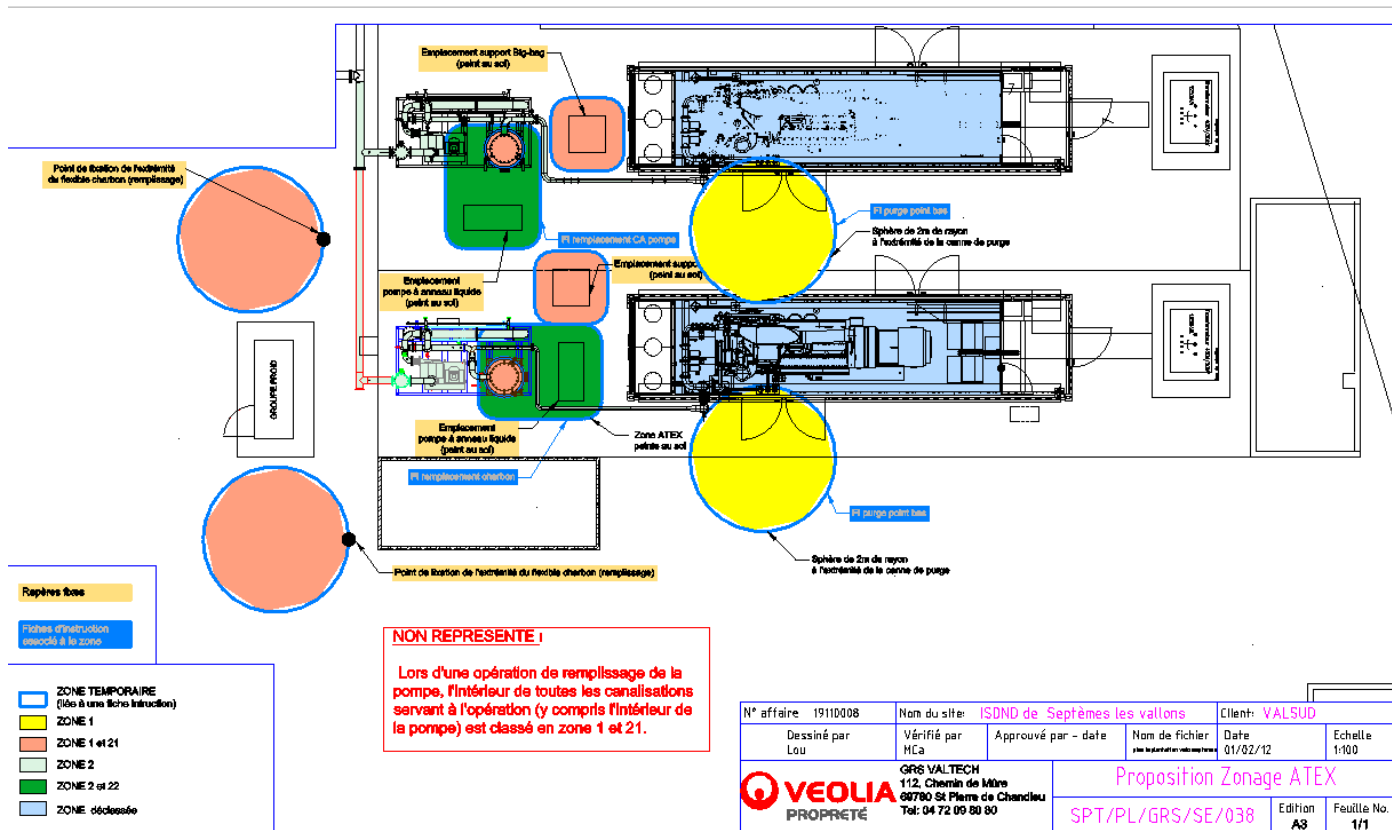 Emplacement support Big-bag
(peint au sol)
Point de fixation de l'extrémité
du flexible charbon (remplissage)
FI purge point bas
Sphère de 2m de rayon
à l'extrémité de la canne de purge
FI remplacement CA pompe
Emplacement
pompe à anneau liquide
(peint au sol)
Emplacement suppo
(peint au sol)
GROUPE FROID
Emplacement
pompe à anneau liquide
(peint au sol)
Zone ATEX
peinte au sol
FI remplacement charbon
FI purge point bas
Sphère de 2m de rayon
à l'extrémité de la canne de purge
Point de fixation de l'extrémité du flexible charbon (remplissage)
Repères fixes
Fiches d'instruction
associé à la zone
NON REPRESENTE !
Lors d'une opération de remplissage de la
pompe, l'intérieur de toutes les canalisations
servant à l'opération (y compris l'intérieur de
la pompe) est classé en zone 1 et 21.
ZONE TEMPORAIRE
(liée à une fiche intruction)
ZONE 1
ZONE 1 et 21
ZONE 2
ZONE 2 et 22
ZONE déclassée
N° affaire 19110008 Nom du site: ISDND de Septèmes les vallons Client: VALSUD
Dessiné par Vérifié par Approuvé par - date Nom de fichier Date Echelle
Lou MCa 01/02/12 1:100
VEOLIA
PROPRETÉ
GRS VALTECH
112, Chemin de Mûre
69780 St Pierre de Chandieu
Tel: 04 72 09 80 80
Proposition Zonage ATEX
SPT/PL/GRS/SE/038 Edition Feuille No.
A3 1/1